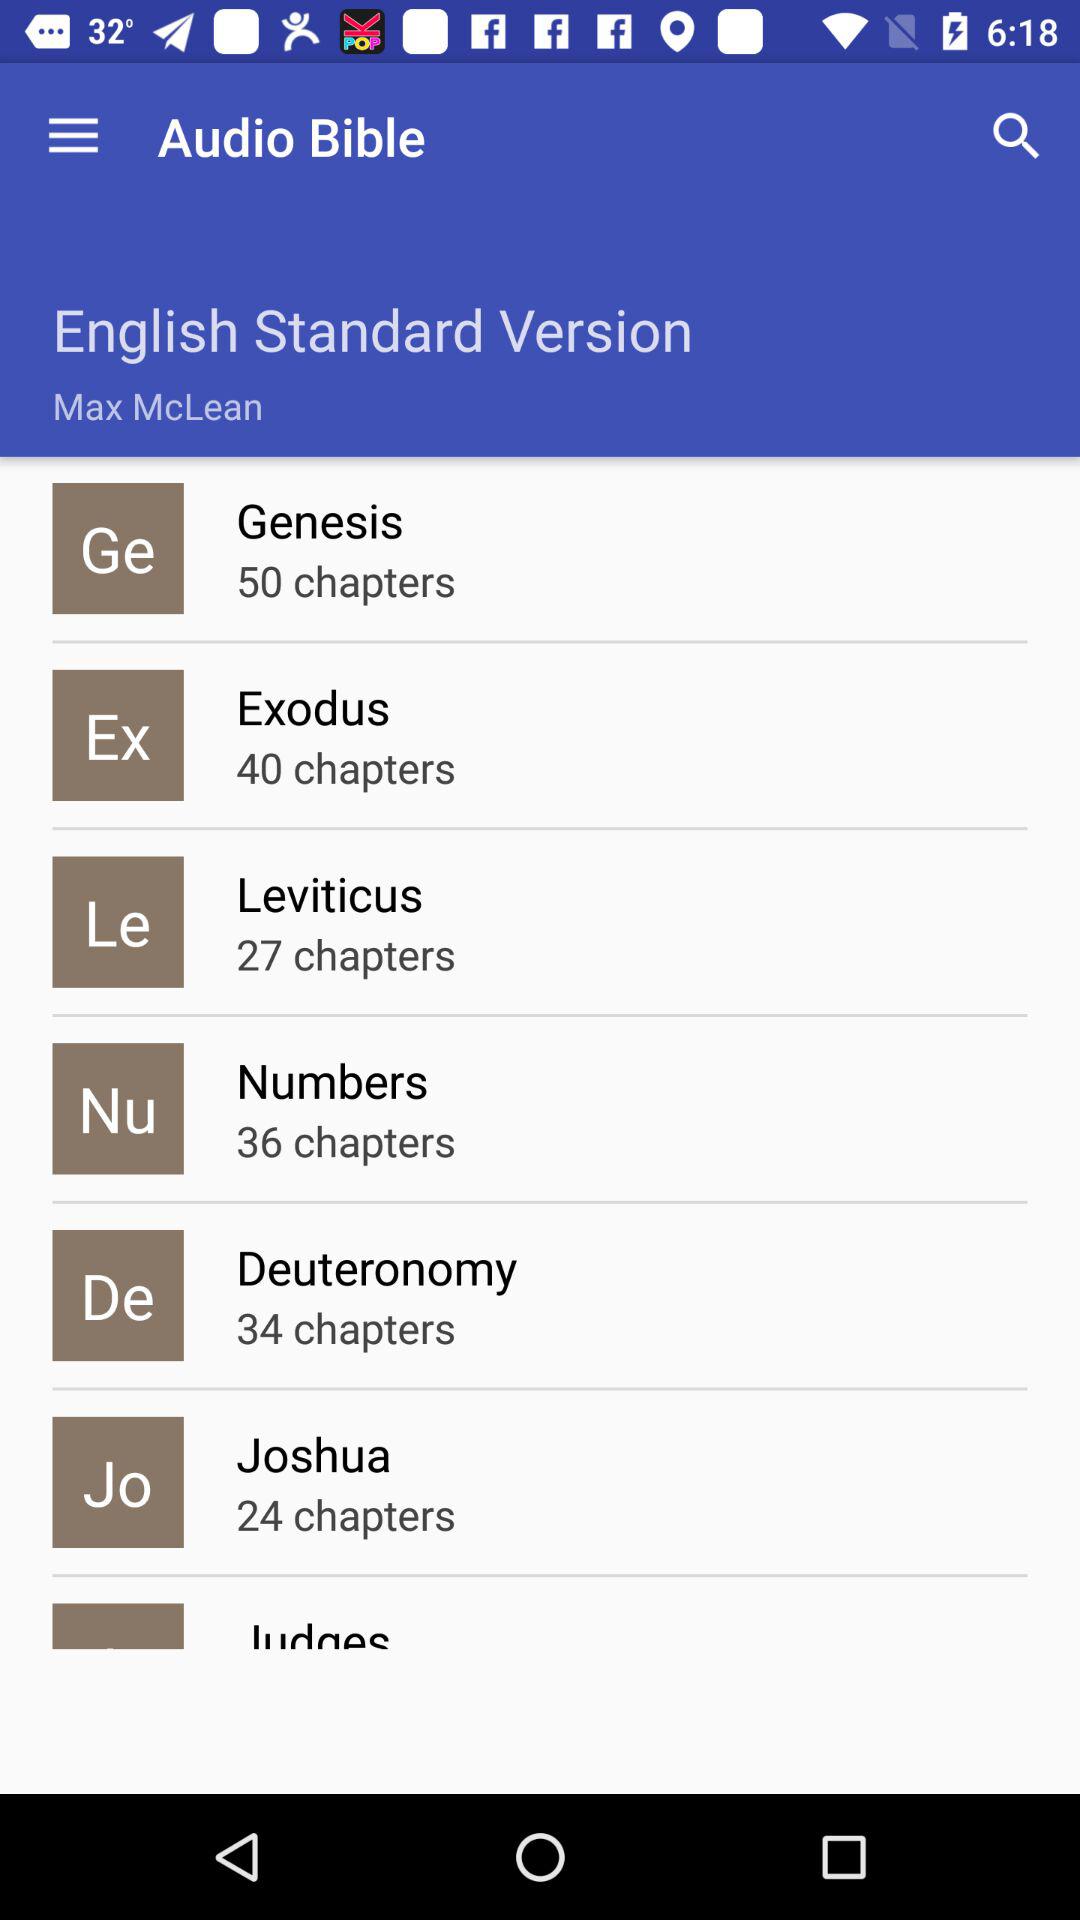 32° KPOP 6:18
Audio Bible
English Standard Version
Max McLean
Ge
Genesis
50 chapters
Ex
Exodus
40 chapters
Le
Leviticus
27 chapters
Nu
Numbers
36 chapters
De
Deuteronomy
34 chapters
Jo
Joshua
24 chapters
Judges